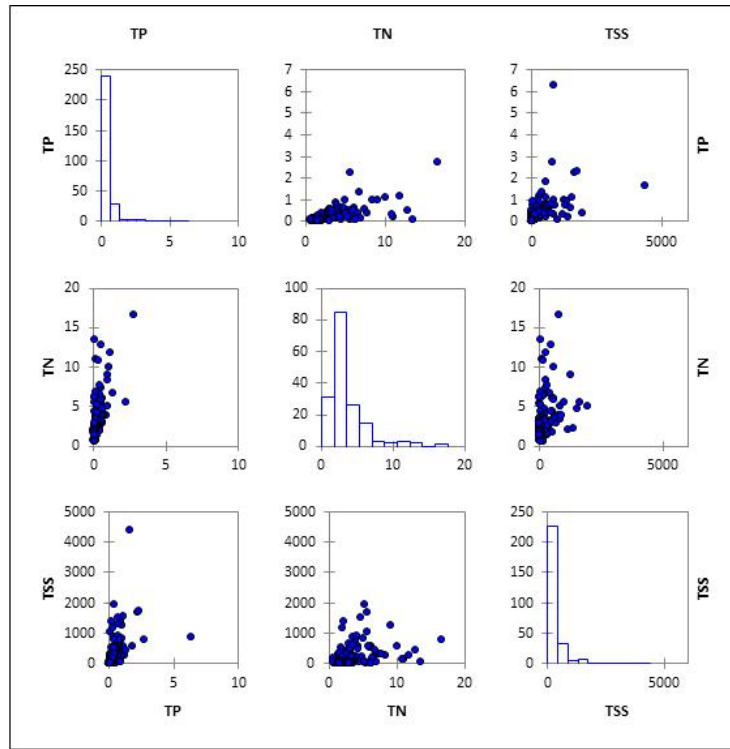 TP TN TSS
250 7 7
200 6 6
150 5 5
100 4 4
50 3 3
0 2 2
1 1
0 0
0 5 10 0 10 20 0 5000
TP TP
20 100 20
15 80 15
10 60 10
5 40 5
0 20 0
0
0 5 10 0 10 20 0 5000
TN TN
5000 5000 250
4000 4000 200
3000 3000 150
2000 2000 100
1000 1000 50
0 0 0
0 5 10 0 10 20 0 5000
TSS TSS
TP TN TSS